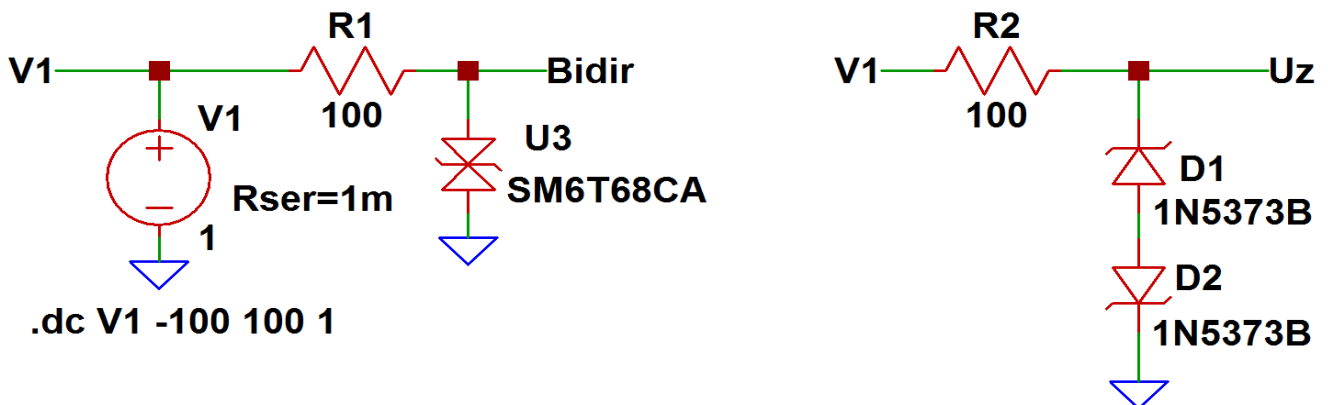 R1
V1
Bidir
100
V1
U3
SM6T68CA
Rser=1m
1
.dc V1 -100 100 1
R2
V1
Uz
100
D1
1N5373B
D2
1N5373B